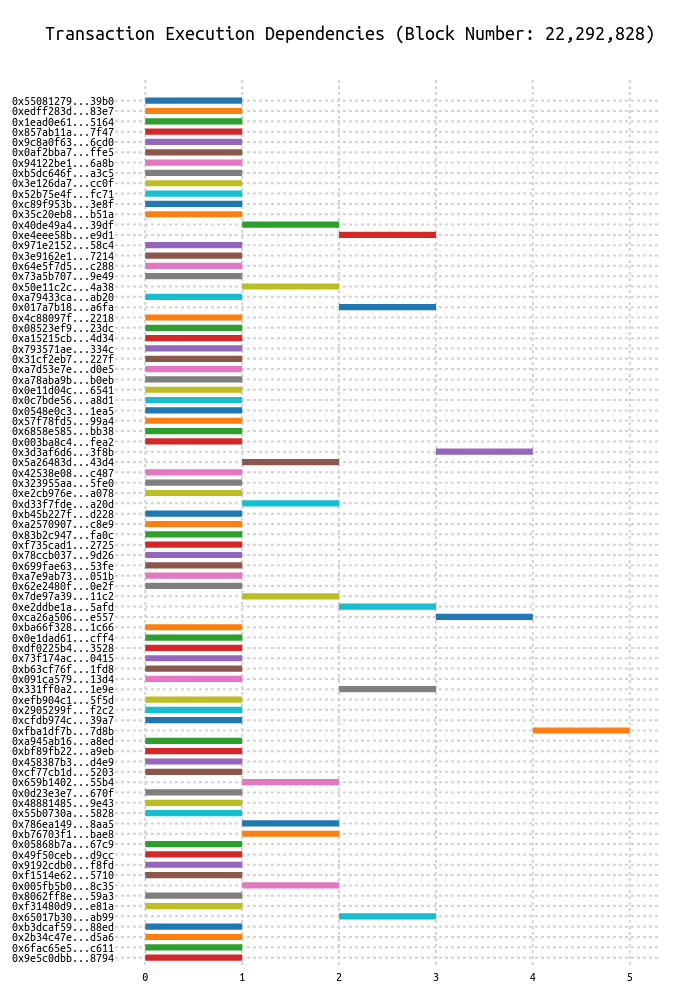 Transaction Execution Dependencies (Block Number: 22,292,828)
0x55081279...39b0
0xedff283d...83e7
0x1ead0e61...5164
0x857ab11a...7f47
0x9c8a0f63...6cd0
0x0af2bba7...ffe5
0x94122be1...6a8b
0xb5dc646f...a3c5
0x3e126da7...cc0f
0x52b75e4f...fc71
0xc89f953b...3e8f
0x35c20eb8...b51a
0x40de49a4...39df
0xe4eee58b...e9d1
0x971e2152...58c4
0x3e9162e1...7214
0x64e5f7d5...c288
0x73a5b707...9e49
0x50e11c2c...4a38
0xa79433ca...ab20
0x017a7b18...a6fa
0x4c88097f...2218
0x08523ef9...23dc
0xa15215cb...4d34
0x793571ae...334c
0x31cf2eb7...227f
0xa7d53e7e...d0e5
0xa78aba9b...b0eb
0x0e11d04c...6541
0x0c7bde56...a8d1
0x0548e0c3...1ea5
0x57f78fd5...99a4
0x6858e585...bb38
0x003ba8c4...fea2
0x3d3af6d6...3f8b
0x5a26483d...43d4
0x42538e08...c487
0x323955aa...5fe0
0xe2cb976e...a078
0xd33f7fde...a20d
0xb45b227f...d228
0xa2570907...c8e9
0x83b2c947...fa0c
0xf735cad1...2725
0x78ccb037...9d26
0x699fae63...53fe
0xa7e9ab73...051b
0x62e2480f...0e2f
0x7de97a39...11c2
0xe2ddbe1a...5afd
0xca26a506...e557
0xba66f328...1c66
0x0e1dad61...cff4
0xdf0225b4...3528
0x73f174ac...0415
0xb63cf76f...1fd8
0x091ca579...13d4
0x331ff0a2...1e9e
0xefb904c1...5f5d
0x2905299f...f2c2
0xcfdb974c...39a7
0xfba1df7b...7d8b
0xa945ab16...a8ed
0xbf89fb22...a9eb
0x458387b3...d4e9
0xcf77cb1d...5203
0x659b1402...55b4
0x0d23e3e7...670f
0x48881485...9e43
0x55b0730a...5828
0x786ea149...8aa5
0xb76703f1...bae8
0x05868b7a...67c9
0x49f50ceb...d9cc
0x9192cdb0...f8fd
0xf1514e62...5710
0x005fb5b0...8c35
0x8062ff8e...59a3
0xf31480d9...e81a
0x65017b30...ab99
0xb3dcaf59...88ed
0x2b34c47e...d5a6
0x6fac65e5...c611
0x9e5c0dbb...8794
0 1 2 3 4 5